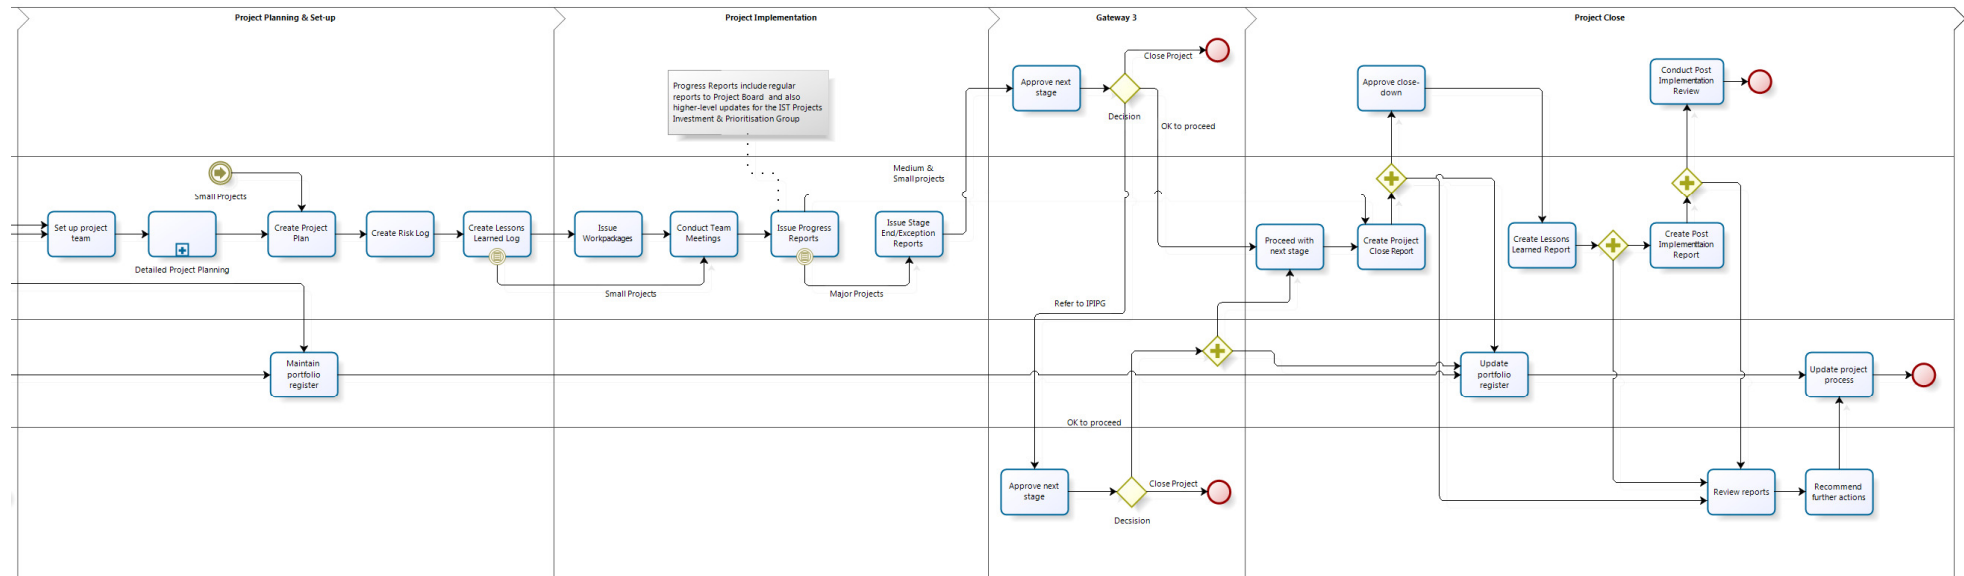 Project Planning & Set-up
Project Implementation
Gateway 3
Project Close
Progress Reports include regular
reports to Project Board and also
higher-level updates for the IST Projects
Investment & Prioritisation Group
Approve next
stage
Decision
Close Project
OK to proceed
Approve close-
down
Conduct Post
Implementation
Review
Small Projects
Medium &
Small projects
Set up project
team
Detailed Project Planning
Create Project
Plan
Create Risk Log
Create Lessons
Learned Log
Small Projects
Issue
Workpackages
Conduct Team
Meetings
Issue Progress
Reports
Major Projects
Issue Stage
End/Exception
Reports
Proceed with
next stage
Create Project
Close Report
Create Lessons
Learned Report
Create Post
Implementtaion
Report
Refer to IPIPG
Maintain
portfolio
register
Update
portfolio
register
Update project
process
OK to proceed
Approve next
stage
Decsision
Close Project
Review reports
Recommend
further actions